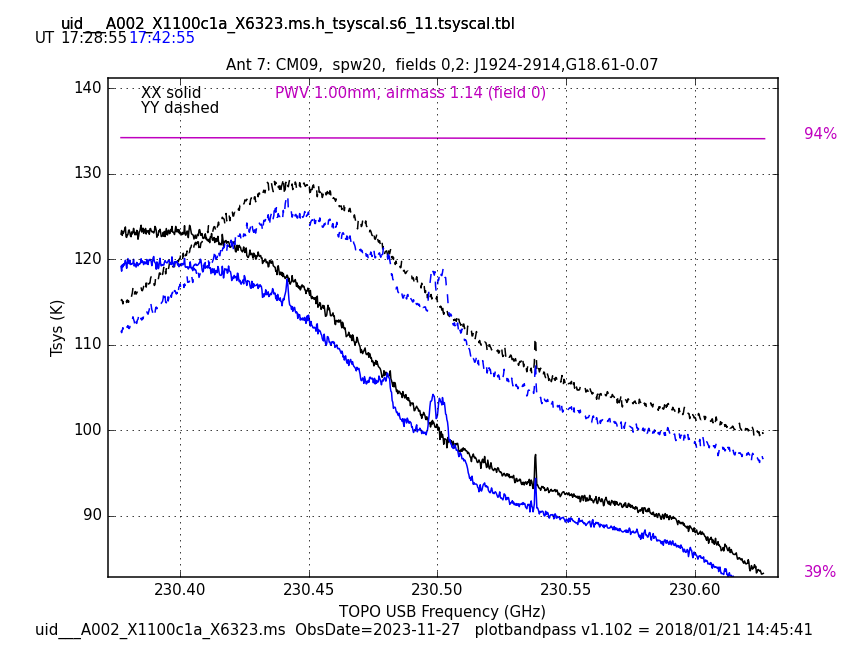 uid___A002_X1100c1a_X6323.ms.h_tsyscal.s6_11.tsyscal.tbl
UT 17:28:55 17:42:55
Ant 7: CM09, spw20, fields 0,2: J1924-2914,G18.61-0.07
XX solid PWV 1.00mm, airmass 1.14 (field 0)
YY dashed
140
94%
130
120
110
100
90
39%
Tsys (K)
230.40 230.45 230.50 230.55 230.60
TOPO USB Frequency (GHz)
uid___A002_X1100c1a_X6323.ms ObsDate=2023-11-27 plotbandpass v1.102 = 2018/01/21 14:45:41